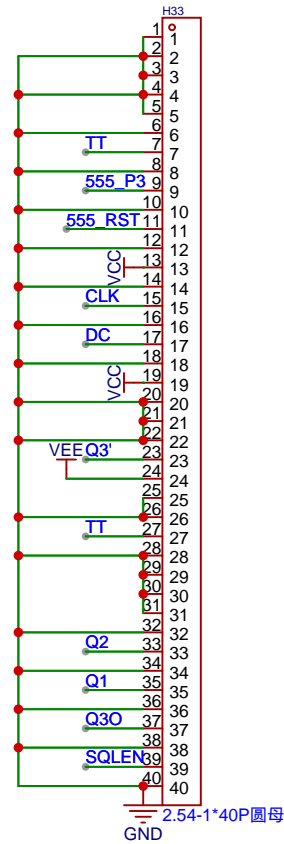 H33
1 1
2 2
3 3
4 4
5 5
6 6
TT 7 7
8 8
555_P3 9 9
10 10
555_RST 11 11
12 12
VCC 13 13
14 14
CLK 15 15
16 16
DC 17 17
18 18
VCC 19 19
20 20
21 21
22 22
VEE Q3' 23 23
24 24
25 25
26 26
TT 27 27
28 28
29 29
30 30
31 31
32 32
Q2 33 33
34 34
Q1 35 35
36 36
Q3O 37 37
38 38
SQLEN 39 39
40 40
2.54-1*40P圆母
GND